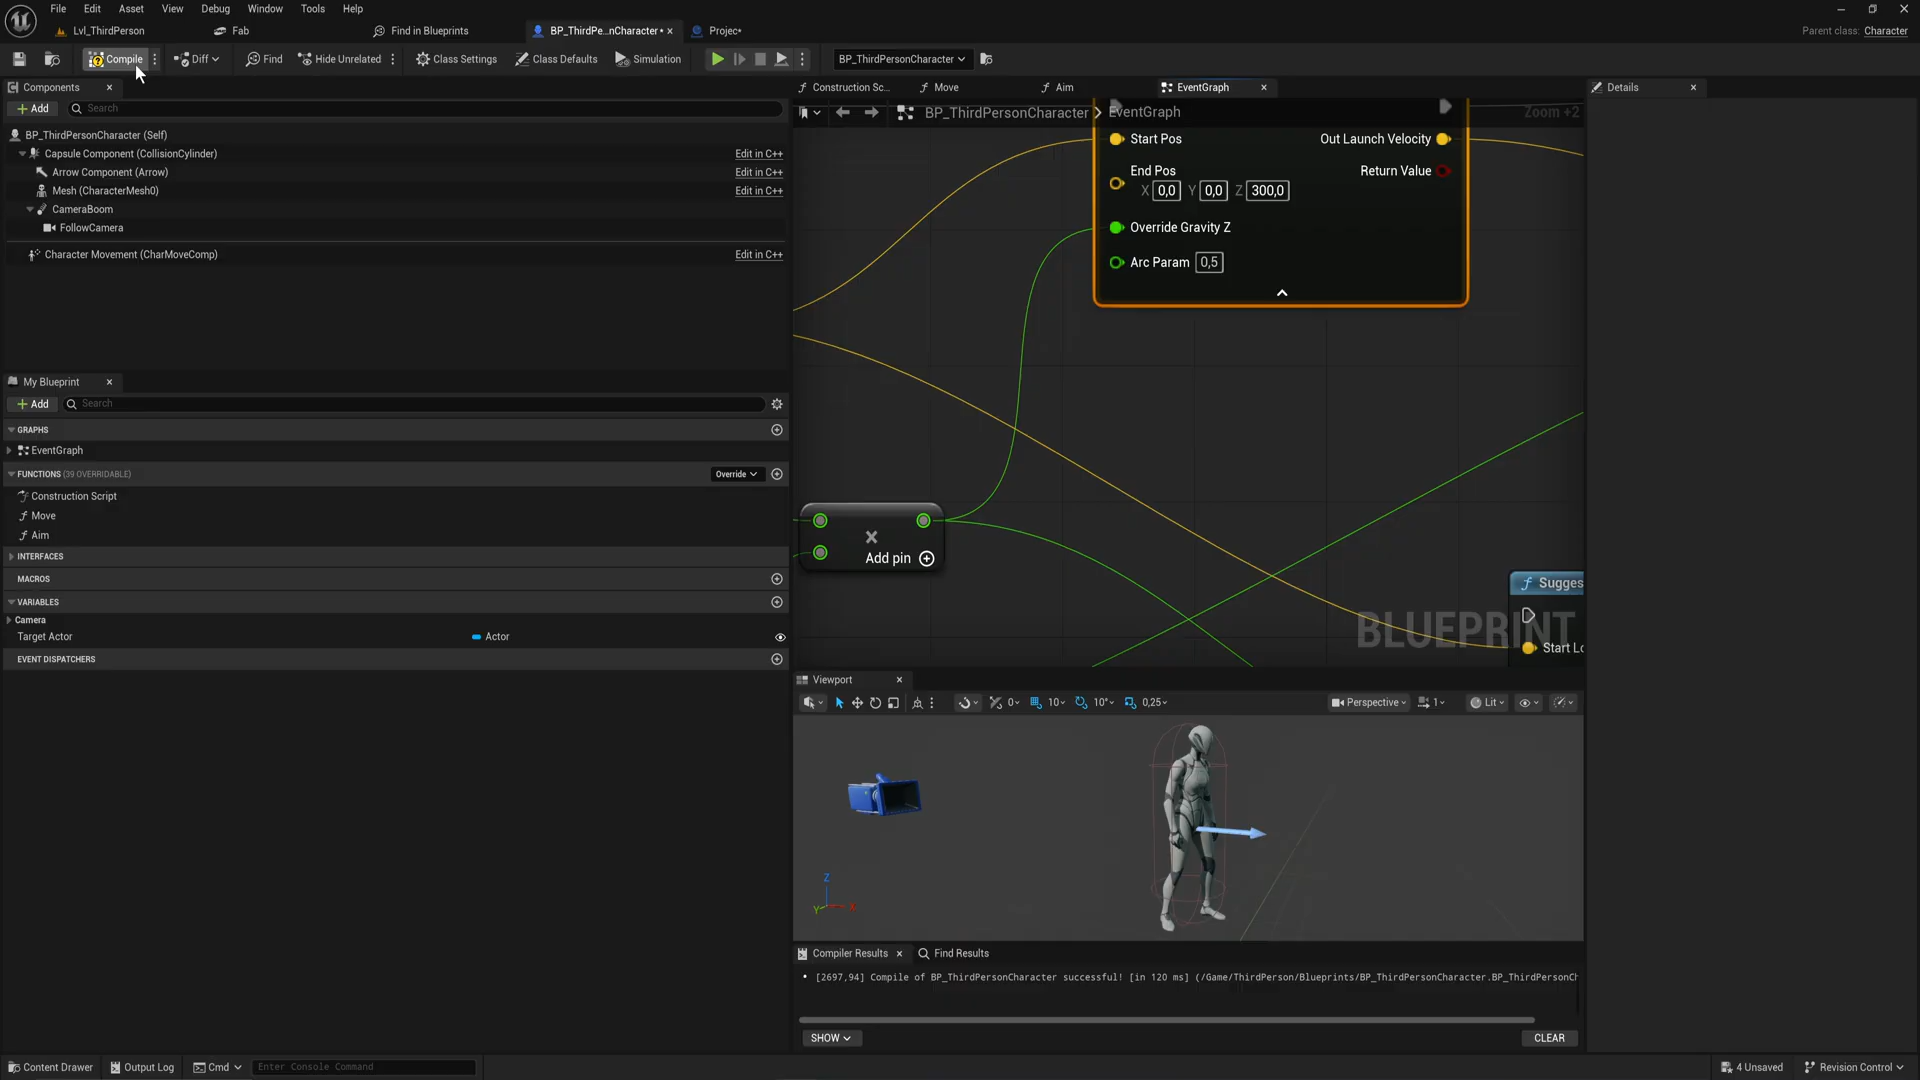 File Edit Asset View Debug Window Tools Help
Lvl_ThirdPerson Fab Find in Blueprints BP_ThirdPe...nCharacter* Projec*
Parent class: Character
Compile Diff Find Hide Unrelated Class Settings Class Defaults Simulation BP_ThirdPersonCharacter
Components
Add Search
BP_ThirdPersonCharacter (Self)
Capsule Component (CollisionCylinder) Edit in C++
Arrow Component (Arrow) Edit in C++
Mesh (CharacterMesh0) Edit in C++
CameraBoom
FollowCamera
Character Movement (CharMoveComp) Edit in C++
My Blueprint
Add Search
GRAPHS
EventGraph
FUNCTIONS (39 OVERRIDABLE) Override
Construction Script
Move
Aim
INTERFACES
MACROS
VARIABLES
Camera
Target Actor Actor
EVENT DISPATCHERS
Construction Sc... Move Aim EventGraph
BP_ThirdPersonCharacter > EventGraph Zoom +2
Start Pos Out Launch Velocity
End Pos Return Value
X 0,0 Y 0,0 Z 300,0
Override Gravity Z
Arc Param 0,5
Add pin
Sugges
Start Lo
BLUEPRINT
Viewport
0 10 10° 0,25 Perspective 1 Lit
Z
Y X
Compiler Results Find Results
[2697,94] Compile of BP_ThirdPersonCharacter successful! [in 120 ms] (/Game/ThirdPerson/Blueprints/BP_ThirdPersonCharacter.BP_ThirdPersonCh
SHOW CLEAR
Details
Content Drawer Output Log Cmd Enter Console Command 4 Unsaved Revision Control